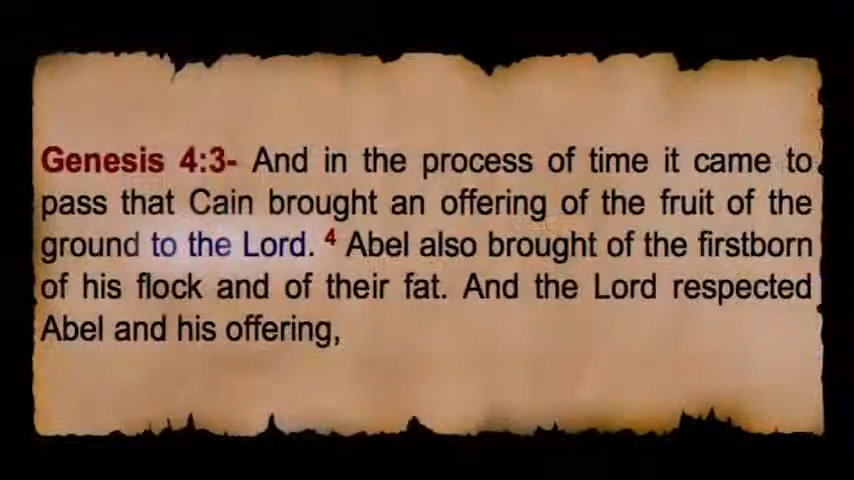 Genesis 4:3- And in the process of time it came to
pass that Cain brought an offering of the fruit of the
ground to the Lord. 4 Abel also brought of the firstborn
of his flock and of their fat. And the Lord respected
Abel and his offering,